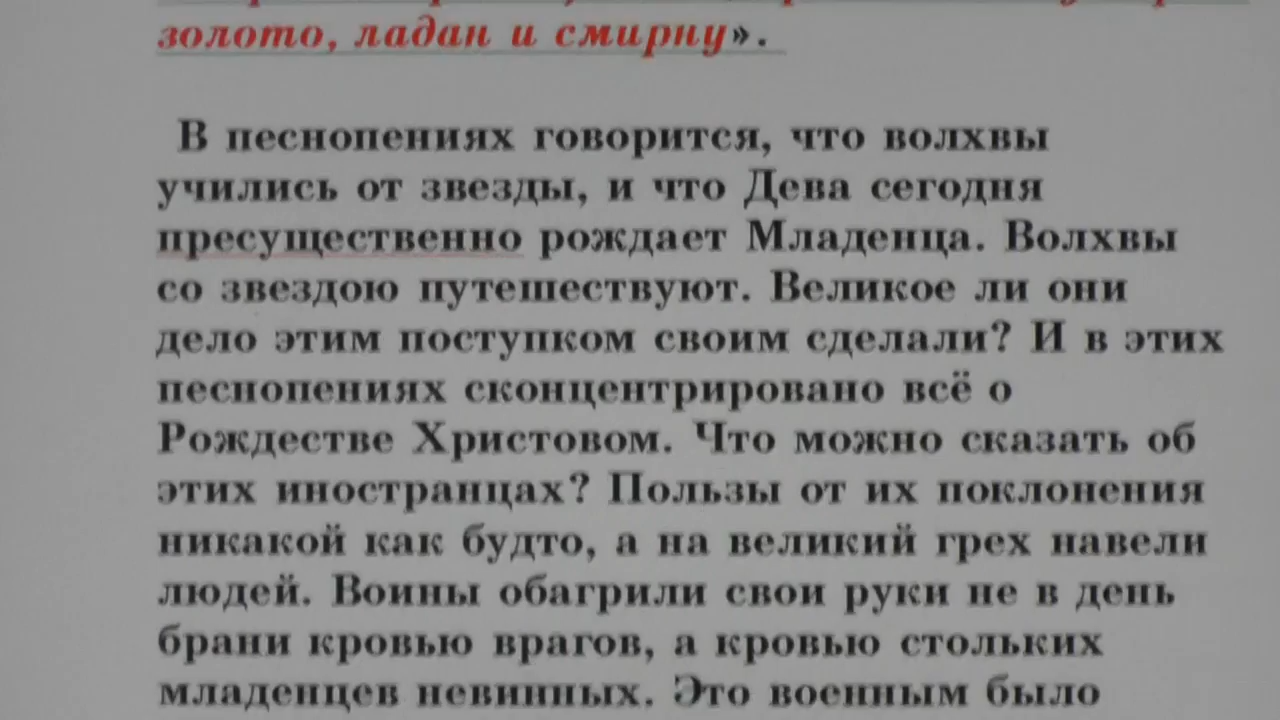 золото, ладан и смирну».
В песнопениях говорится, что волхвы
учились от звезды, и что Дева сегодня
пресущественно рождает Младенца. Волхвы
со звездою путешествуют. Великое ли они
дело этим поступком своим сделали? И в этих
песнопениях сконцентрировано всё о
Рождестве Христовом. Что можно сказать об
этих иностранцах? Пользы от их поклонения
никакой как будто, а на великий грех навели
людей. Воины обагрили свои руки не в день
брани кровью врагов, а кровью стольких
младенцев невинных. Это военным было